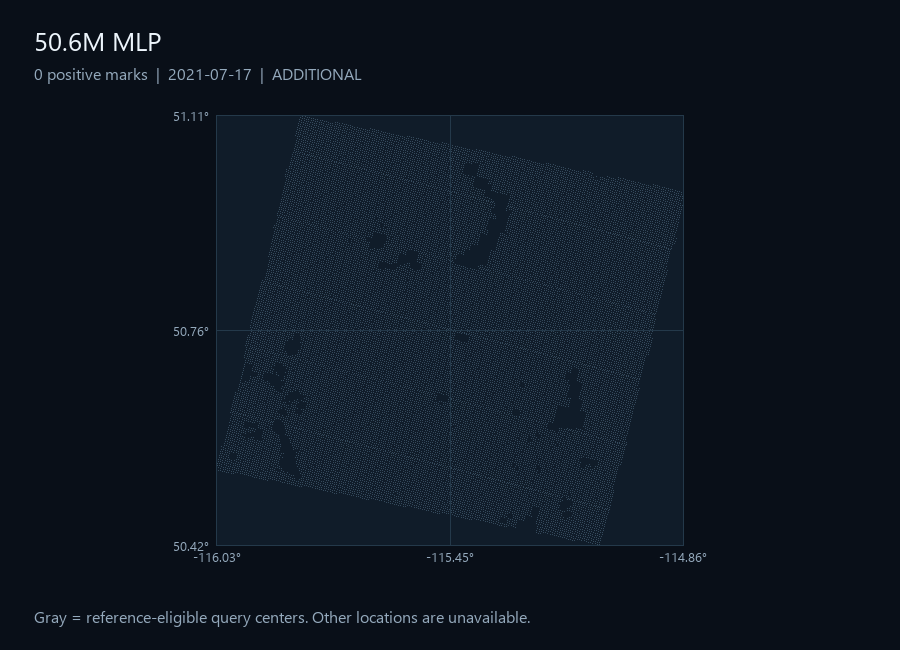 50.6M MLP
0 positive marks | 2021-07-17 | ADDITIONAL
51.11°
50.76°
50.42°
-116.03°
-115.45°
-114.86°
Gray = reference-eligible query centers. Other locations are unavailable.